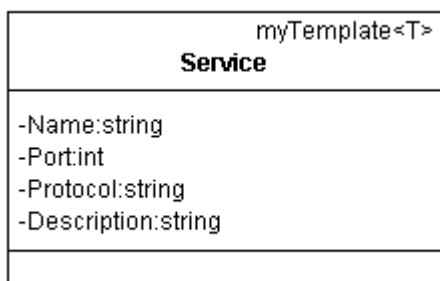 myTemplate<T>
Service
-Name:string
-Port:int
-Protocol:string
-Description:string